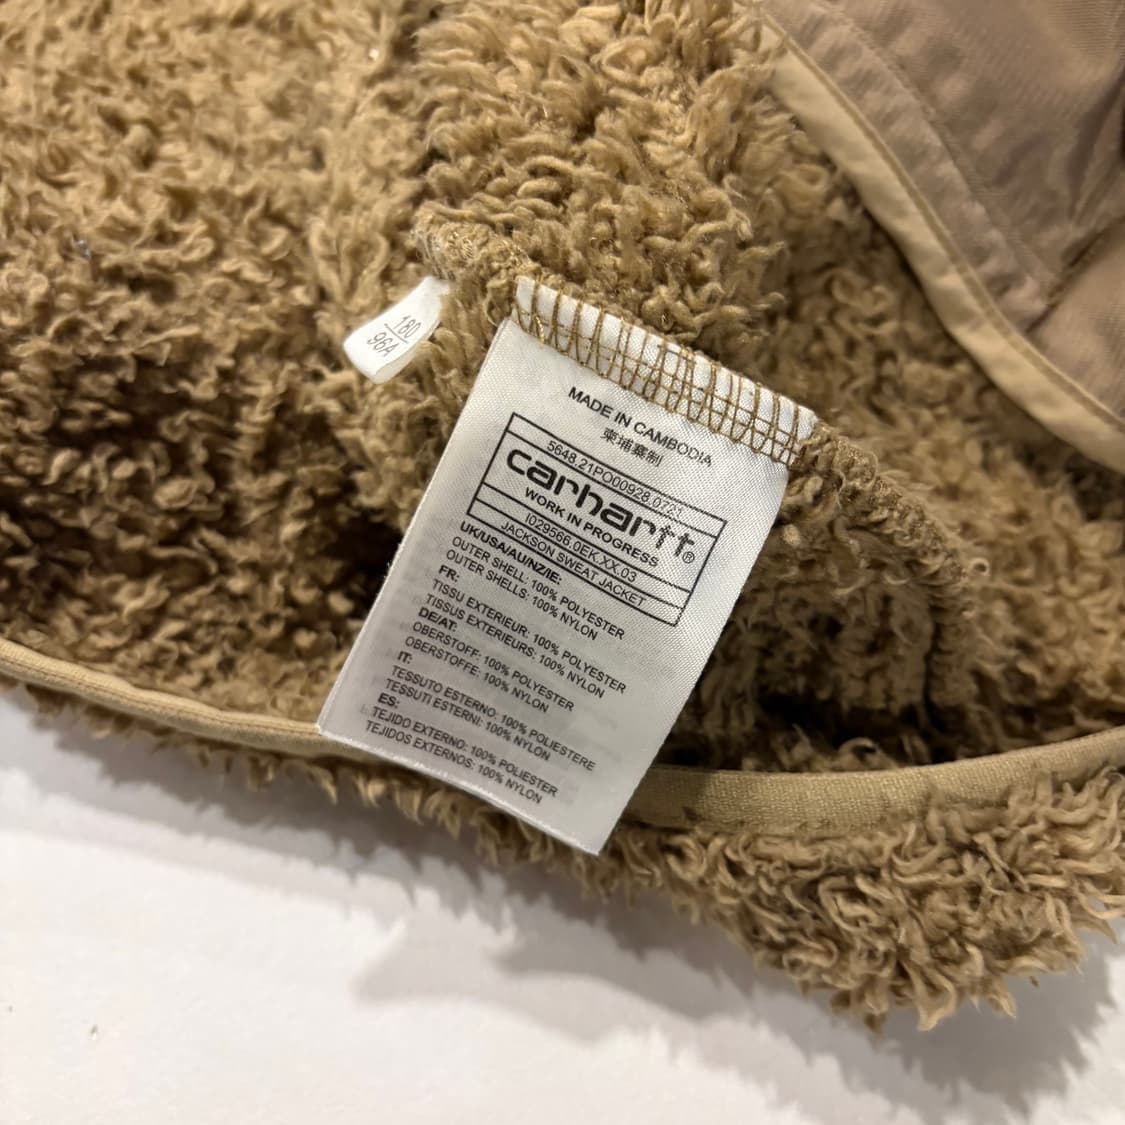 180
96A
MADE IN CAMBODIA
柬埔寨制
5648.21PO00928.0721
carhartt®
WORK IN PROGRESS
I029566.0EK.XX.03
JACKSON SWEAT JACKET
UK/USA/AU/NZ/IE:
OUTER SHELL: 100% POLYESTER
OUTER SHELLS: 100% NYLON
FR:
TISSU EXTERIEUR: 100% POLYESTER
TISSUS EXTERIEURS: 100% NYLON
DE/AT:
OBERSTOFF: 100% POLYESTER
OBERSTOFFE: 100% NYLON
IT:
TESSUTO ESTERNO: 100% POLIESTERE
TESSUTI ESTERNI: 100% NYLON
ES:
TEJIDO EXTERNO: 100% POLIESTER
TEJIDOS EXTERNOS: 100% NYLON